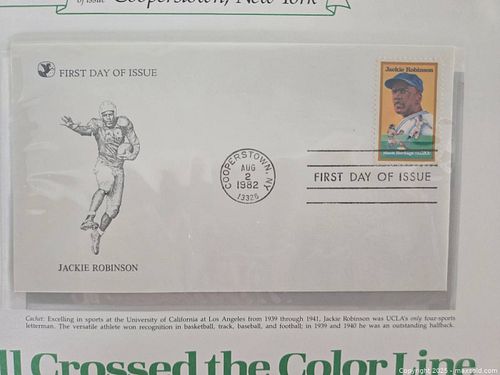 of issue Cooperstown, New York
FIRST DAY OF ISSUE
Jackie Robinson
Black Heritage USA 20c
COOPERSTOWN, NY
AUG
2
1982
13326
FIRST DAY OF ISSUE
JACKIE ROBINSON
Cachet: Excelling in sports at the University of California at Los Angeles from 1939 through 1941, Jackie Robinson was UCLA's only four-sports
letterman. The versatile athlete won recognition in basketball, track, baseball, and football; in 1939 and 1940 he was an outstanding halfback.
ll Crossed the Color Line
Copyright 2025 - maxsold.com